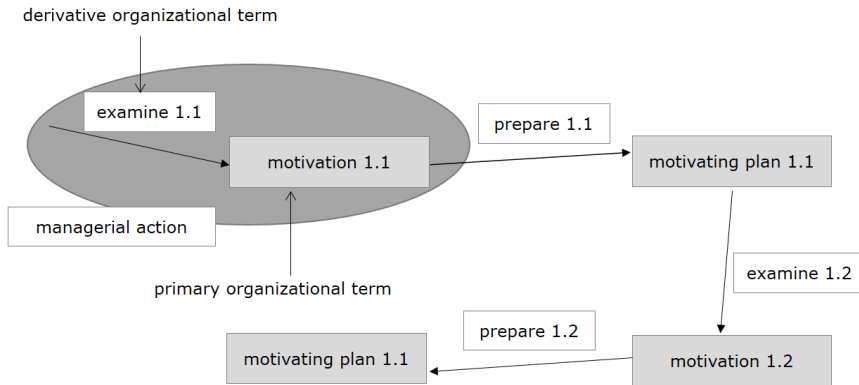 derivative organizational term
examine 1.1
prepare 1.1
motivation 1.1
motivating plan 1.1
managerial action
examine 1.2
primary organizational term
prepare 1.2
motivating plan 1.1
motivation 1.2